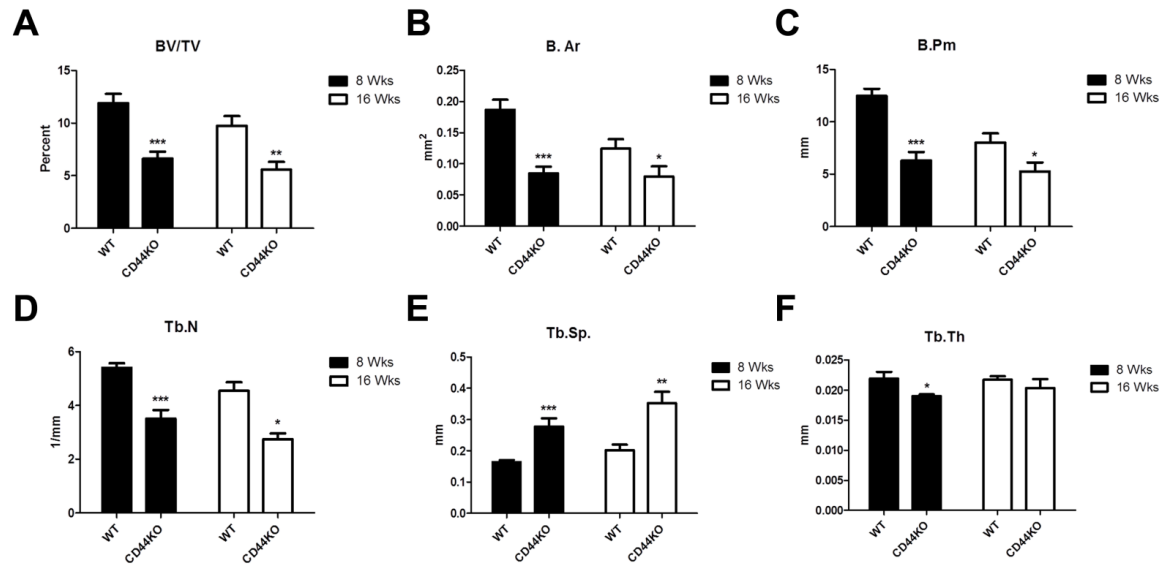 A
BV/TV
15
10
5
0
Percent
***
**
WT
CD44KO
WT
CD44KO
8 Wks
16 Wks
B
B. Ar
0.25
0.20
0.15
0.10
0.05
0.00
mm²
***
*
WT
CD44KO
WT
CD44KO
8 Wks
16 Wks
C
B.Pm
15
10
5
0
mm
***
*
WT
CD44KO
WT
CD44KO
8 Wks
16 Wks
D
Tb.N
6
4
2
0
1/mm
***
*
WT
CD44KO
WT
CD44KO
8 Wks
16 Wks
E
Tb.Sp.
0.5
0.4
0.3
0.2
0.1
0.0
mm
***
**
WT
CD44KO
WT
CD44KO
8 Wks
16 Wks
F
Tb.Th
0.025
0.020
0.015
0.010
0.005
0.000
mm
*
WT
CD44KO
WT
CD44KO
8 Wks
16 Wks